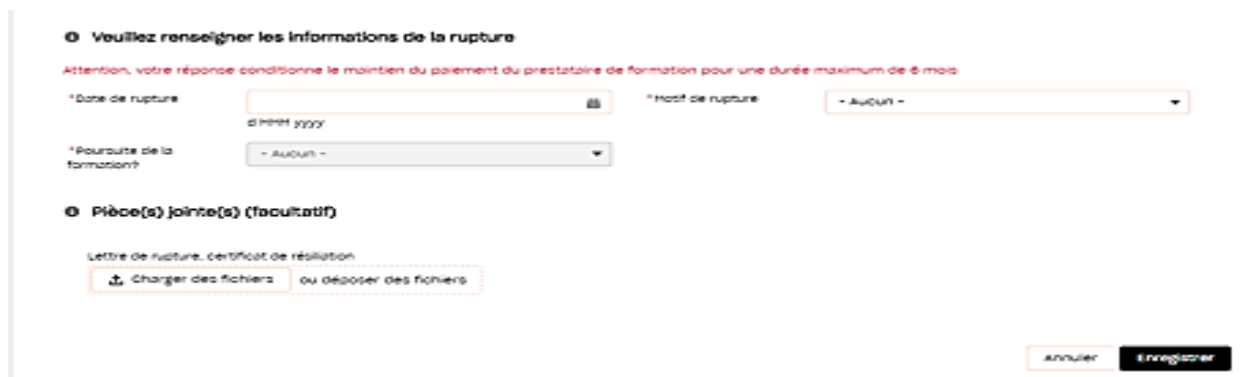 Veuillez renseigner les informations de la rupture
Attention, votre réponse conditionne le maintien du paiement du prestataire de formation pour une durée maximum de 6 mois
*Date de rupture
d MMM yyyy
*Motif de rupture
- Aucun -
*Poursuite de la
formation?
- Aucun -
Pièce(s) jointe(s) (facultatif)
Lettre de rupture, certificat de résiliation
Charger des fichiers ou déposer des fichiers
Annuler Enregistrer